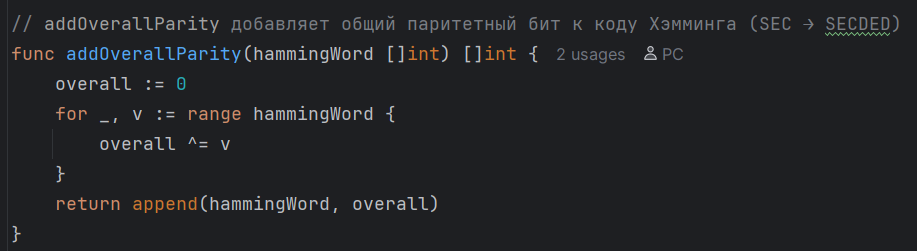 // addOverallParity добавляет общий паритетный бит к коду Хэмминга (SEC → SECDED)
func addOverallParity(hammingWord []int) []int { 2 usages PC
    overall := 0
    for _, v := range hammingWord {
        overall ^= v
    }
    return append(hammingWord, overall)
}